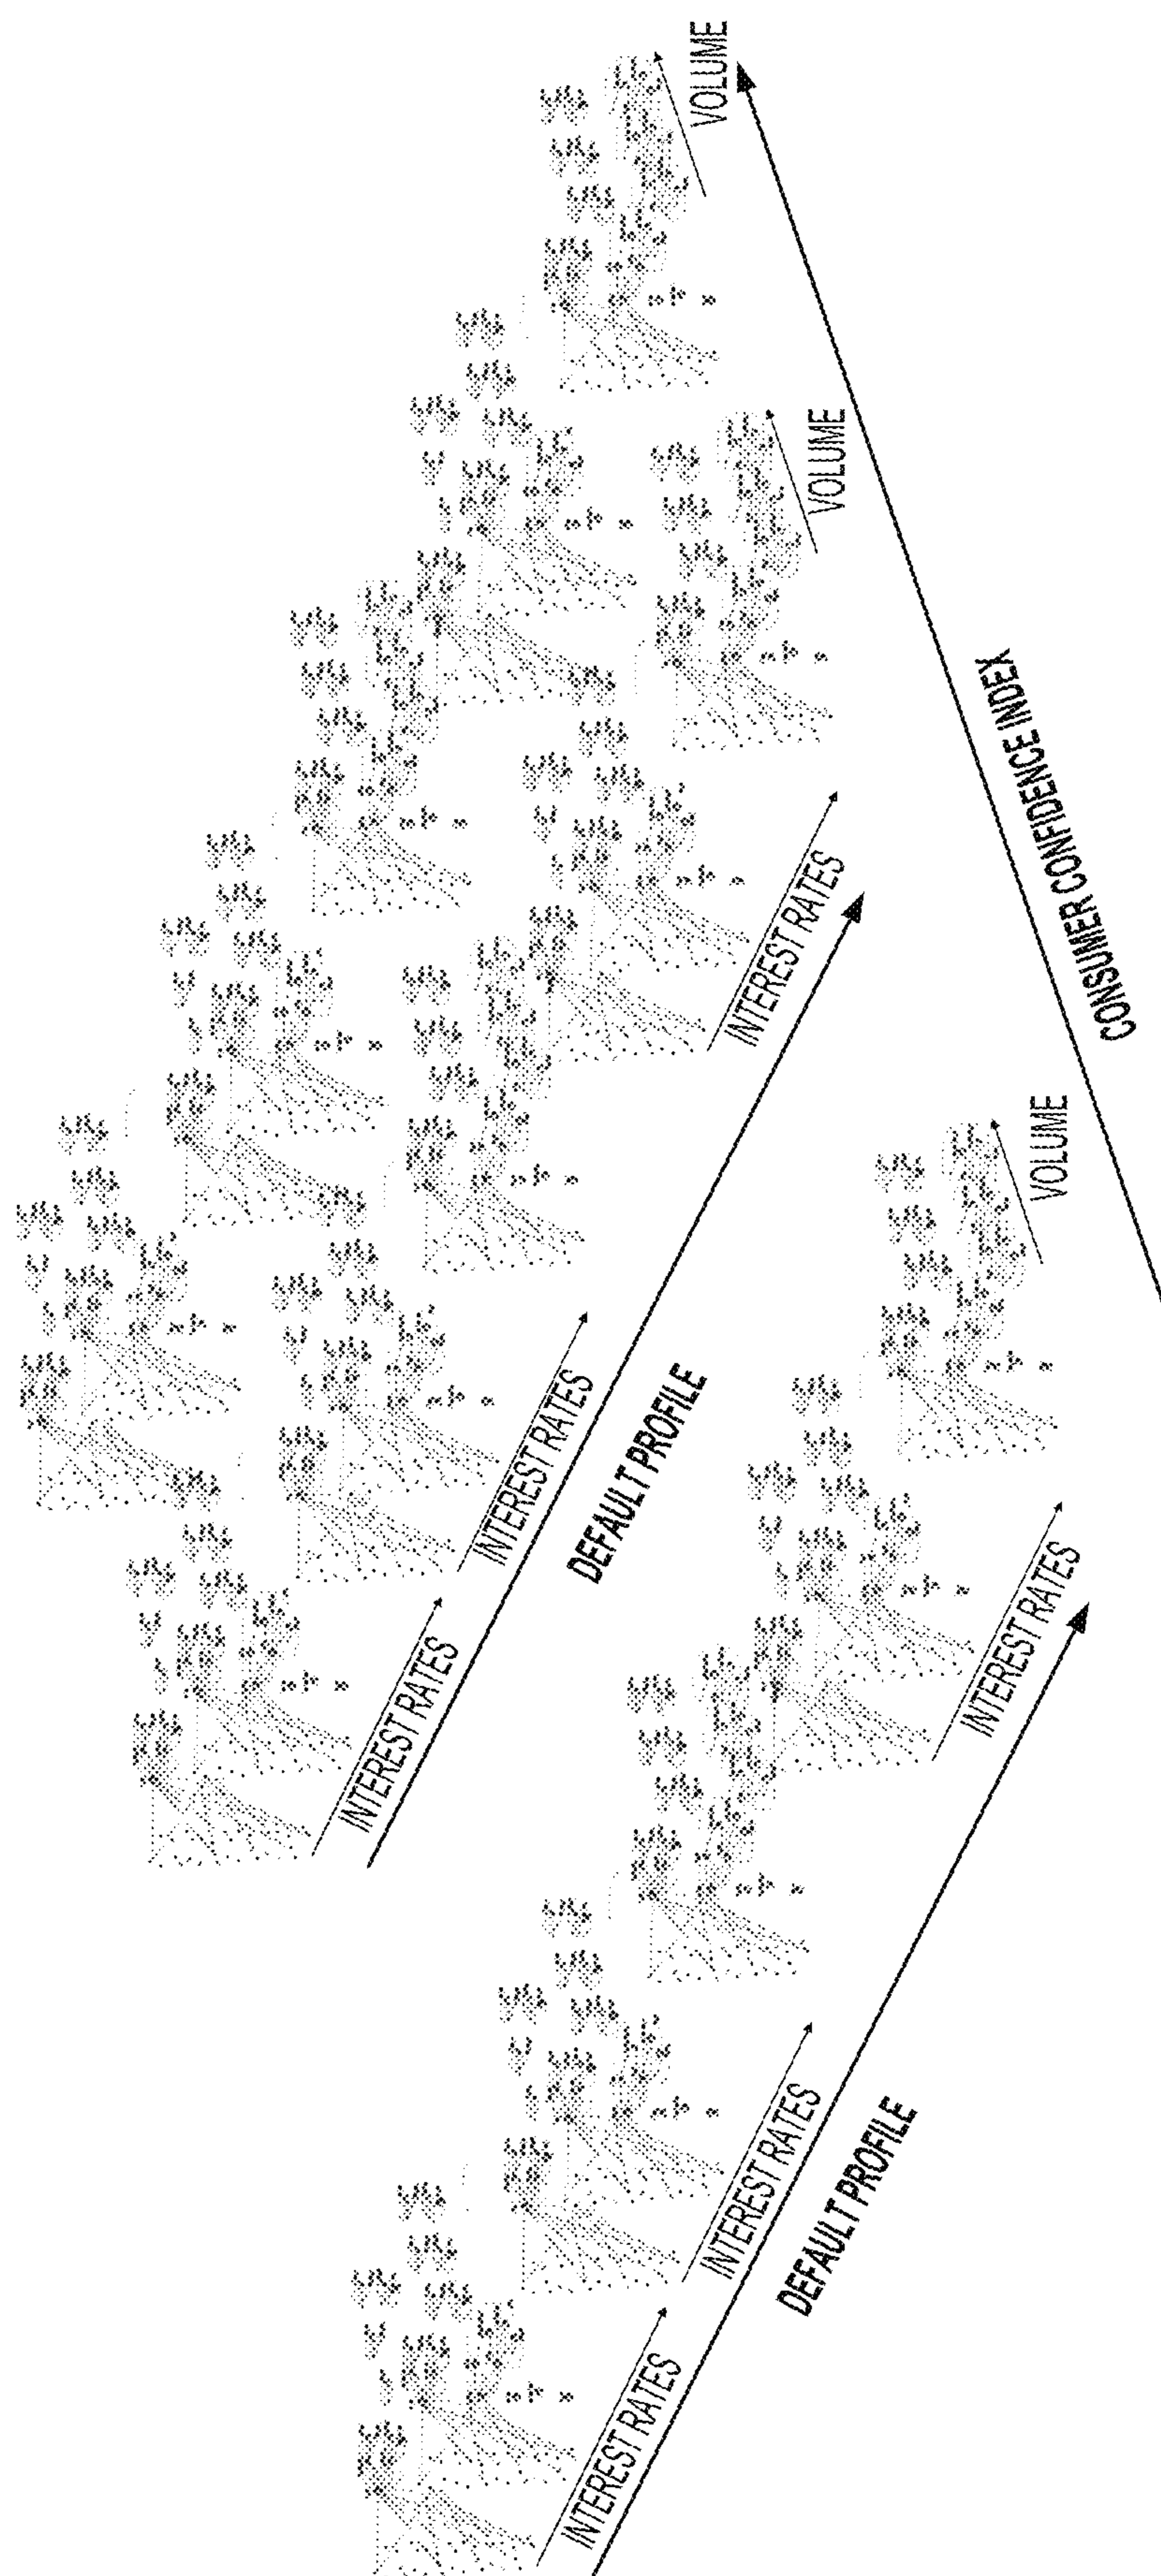 VOLUME
VOLUME
CONSUMER CONFIDENCE INDEX
INTEREST RATES
VOLUME
INTEREST RATES
DEFAULT PROFILE
INTEREST RATES
INTEREST RATES
INTEREST RATES
DEFAULT PROFILE
INTEREST RATES